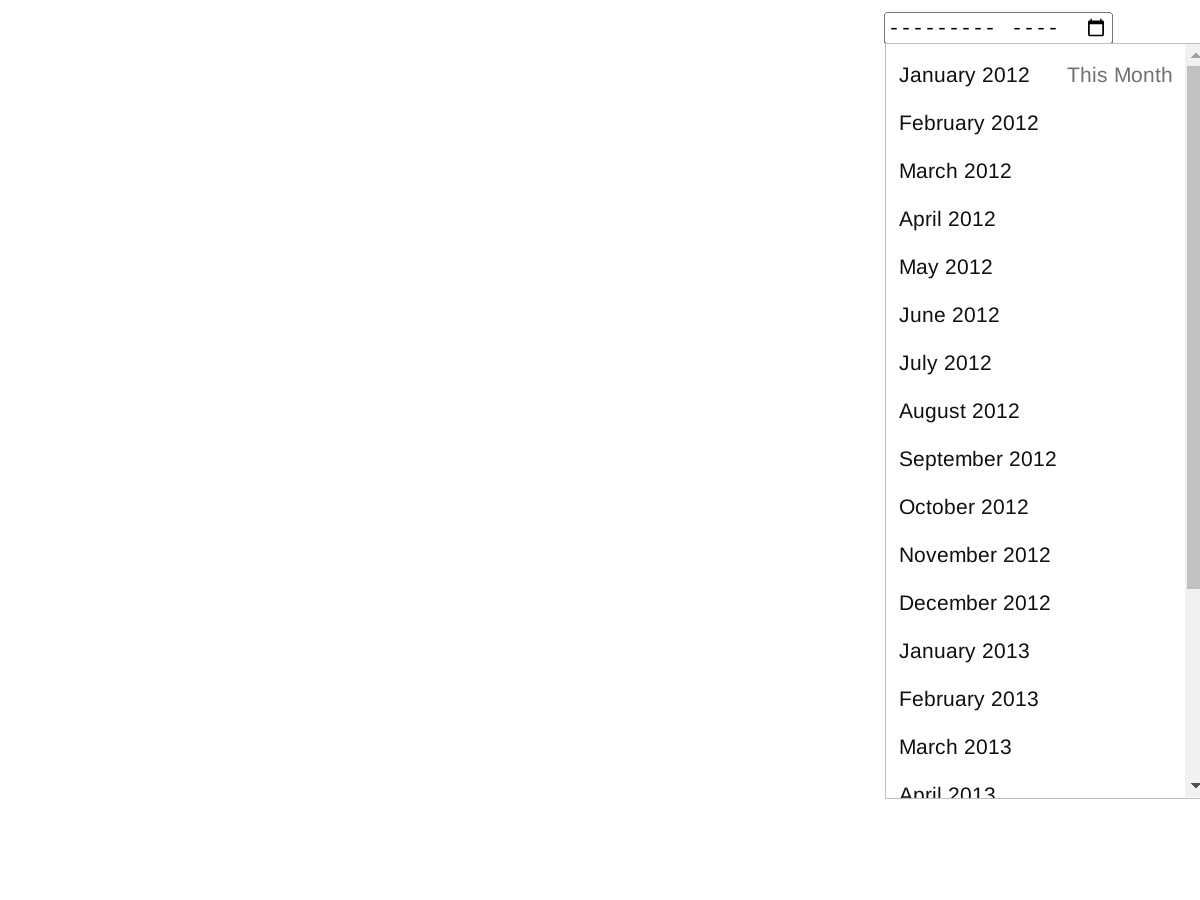 --------- ----
January 2012 This Month
February 2012
March 2012
April 2012
May 2012
June 2012
July 2012
August 2012
September 2012
October 2012
November 2012
December 2012
January 2013
February 2013
March 2013
April 2013